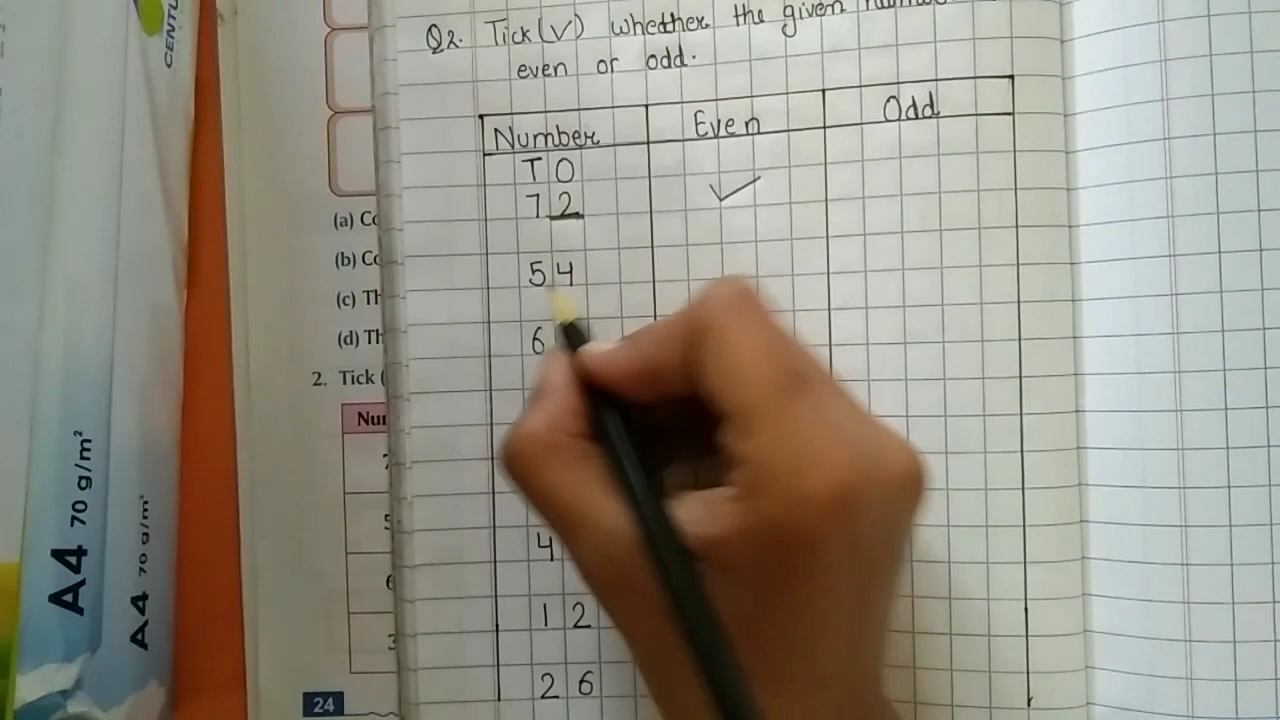 CENTU
Q2. Tick(√) whether the given
even or odd.
Number Even Odd
T O
7 2 ✓
5 4
6
4
1 2
2 6
(a) Co
(b) Co
(c) Th
(d) Th
2. Tick (
Nu
24
A4 70 g/m²
A4 70 g/m²